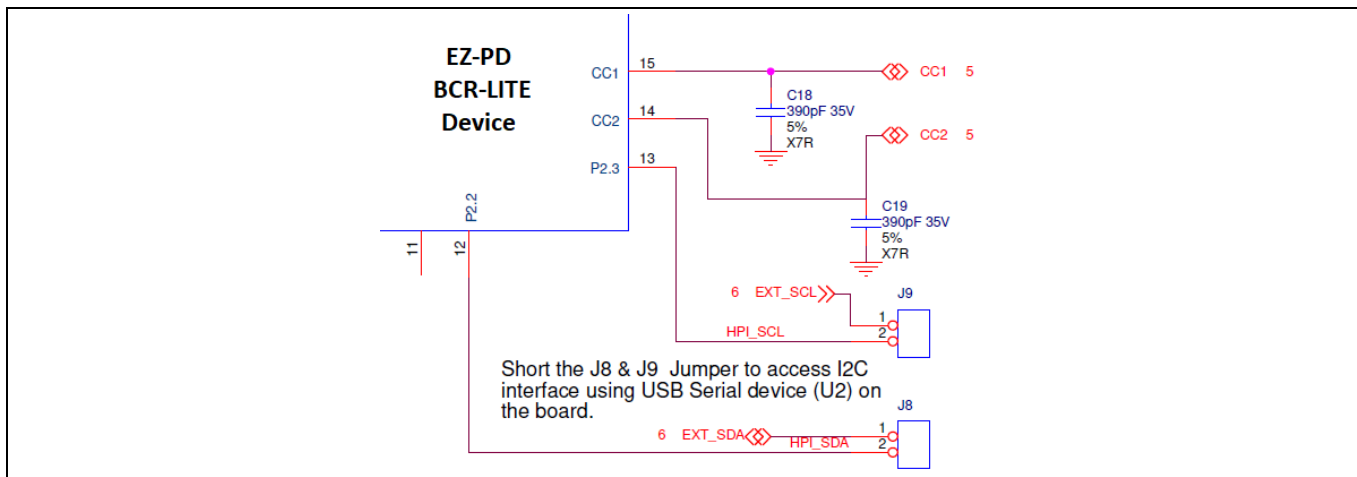 EZ-PD
BCR-LITE
Device
CC1
15
CC1 5
C18
390pF 35V
5%
X7R
CC2
14
CC2 5
P2.3
13
C19
390pF 35V
5%
X7R
P2.2
11
12
6 EXT_SCL
J9
1
HPI_SCL
2
Short the J8 & J9 Jumper to access I2C
interface using USB Serial device (U2) on
the board.
J8
6 EXT_SDA
1
HPI_SDA
2